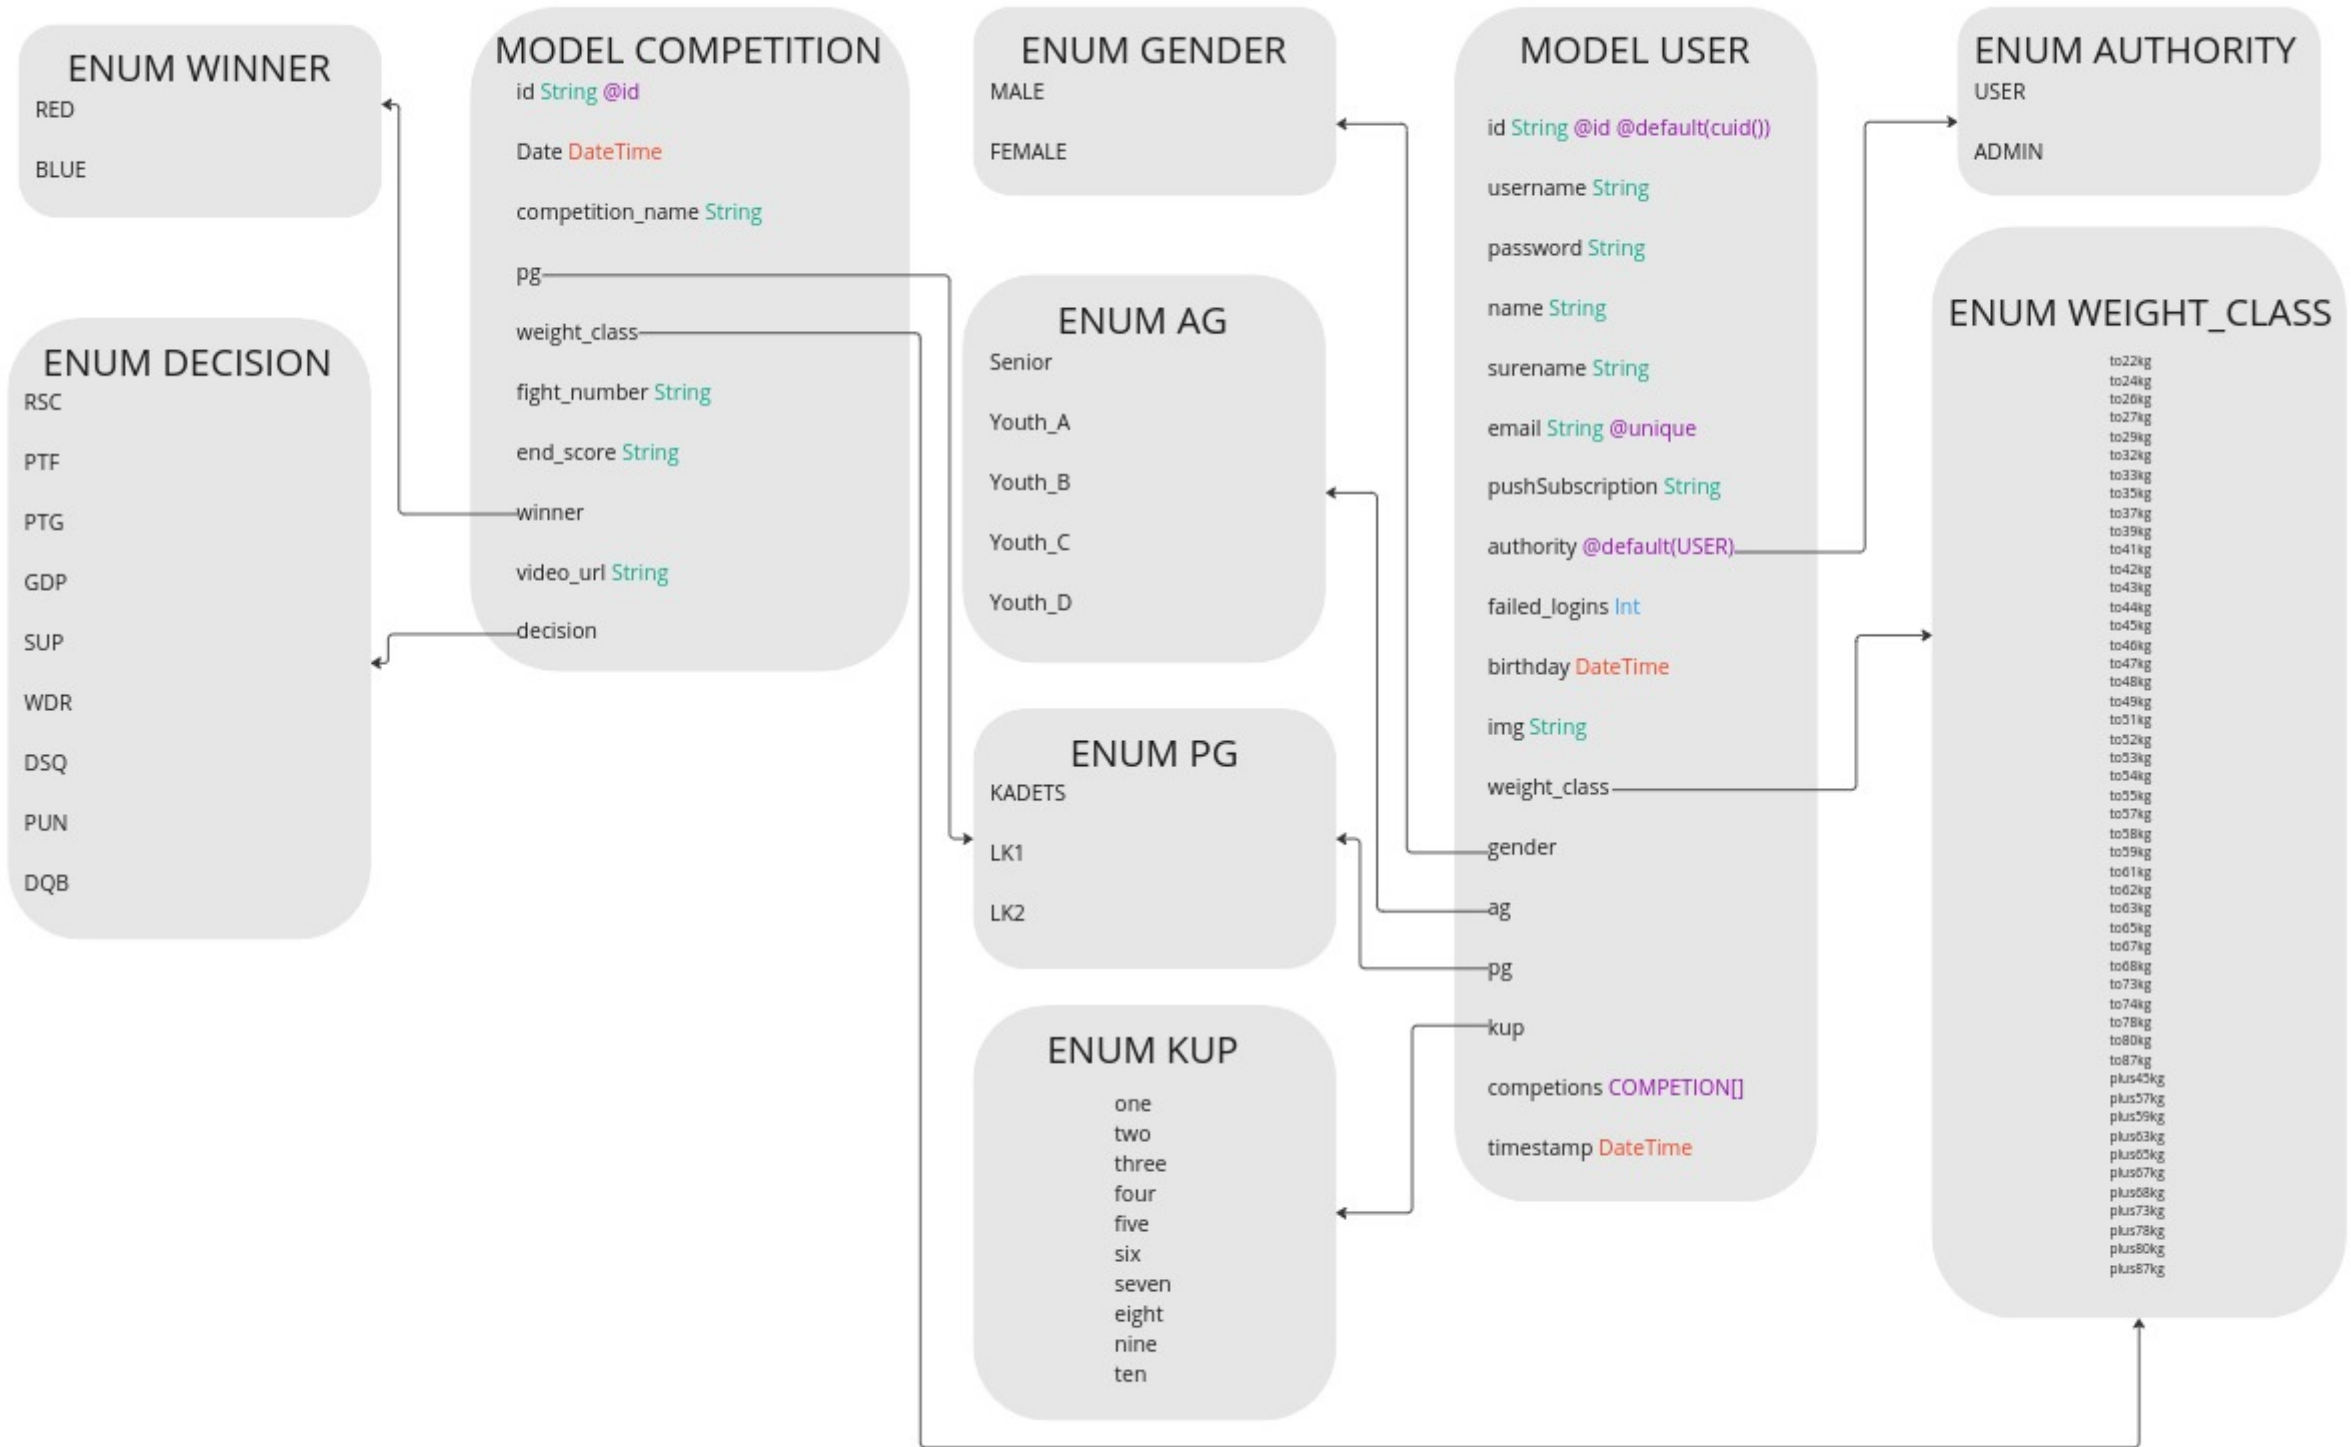 ENUM WINNER
RED
BLUE
ENUM DECISION
RSC
PTF
PTG
GDP
SUP
WDR
DSQ
PUN
DQB
MODEL COMPETITION
id String @id
Date DateTime
competition_name String
pg
weight_class
fight_number String
end_score String
winner
video_url String
decision
ENUM GENDER
MALE
FEMALE
ENUM AG
Senior
Youth_A
Youth_B
Youth_C
Youth_D
ENUM PG
KADETS
LK1
LK2
ENUM KUP
one
two
three
four
five
six
seven
eight
nine
ten
MODEL USER
id String @id @default(cuid())
username String
password String
name String
surename String
email String @unique
pushSubscription String
authority @default(USER)
failed_logins Int
birthday DateTime
img String
weight_class
gender
ag
pg
kup
competions COMPETION[]
timestamp DateTime
ENUM AUTHORITY
USER
ADMIN
ENUM WEIGHT_CLASS
to22kg
to24kg
to26kg
to27kg
to29kg
to32kg
to33kg
to35kg
to37kg
to39kg
to41kg
to42kg
to43kg
to44kg
to45kg
to46kg
to47kg
to48kg
to49kg
to51kg
to52kg
to53kg
to54kg
to55kg
to57kg
to58kg
to59kg
to61kg
to62kg
to63kg
to65kg
to67kg
to68kg
to73kg
to74kg
to78kg
to80kg
to87kg
plus45kg
plus57kg
plus59kg
plus63kg
plus65kg
plus67kg
plus68kg
plus73kg
plus78kg
plus80kg
plus87kg